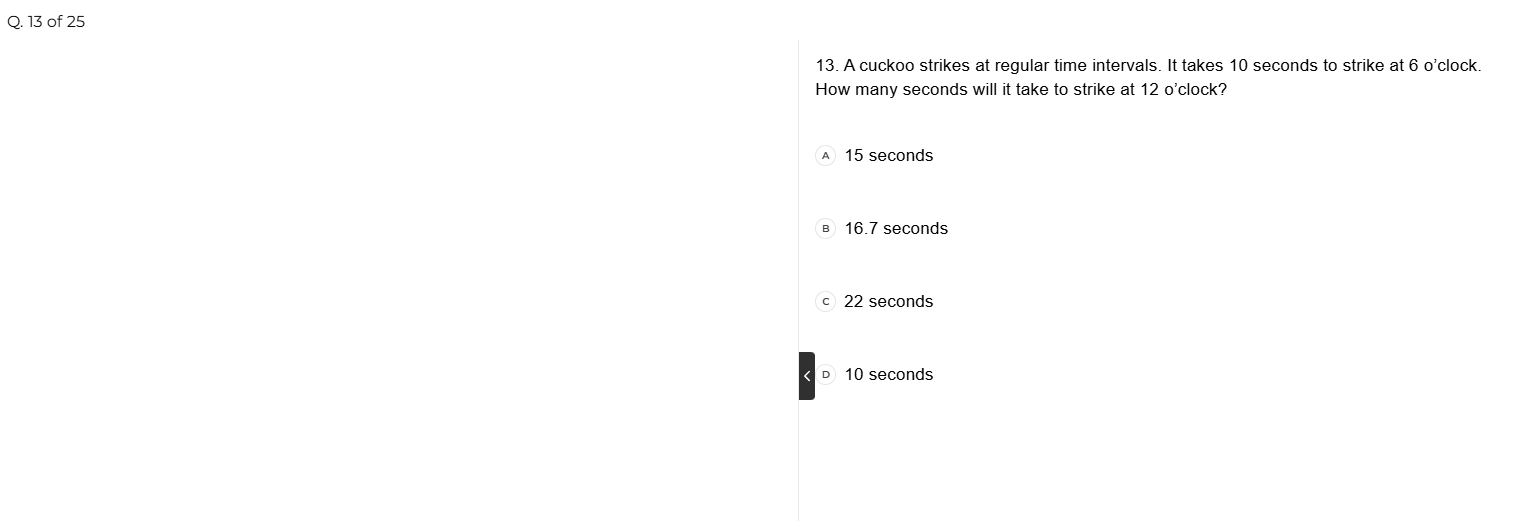 Q. 13 of 25
13. A cuckoo strikes at regular time intervals. It takes 10 seconds to strike at 6 o’clock.
How many seconds will it take to strike at 12 o’clock?
A 15 seconds
B 16.7 seconds
C 22 seconds
D 10 seconds